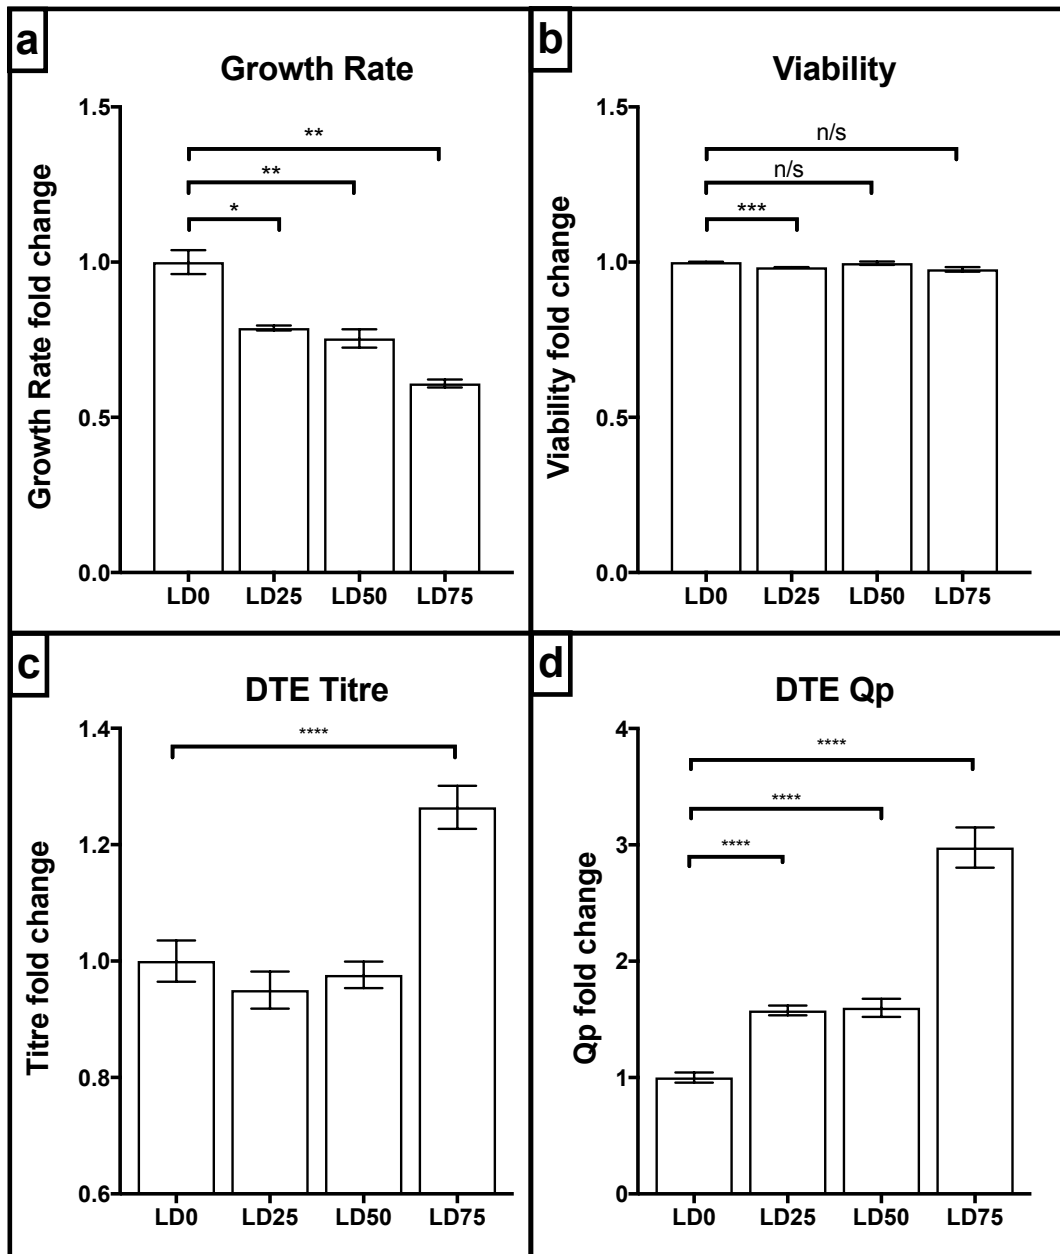 a
Growth Rate
Growth Rate fold change
1.5
1.0
0.5
0.0
**
**
*
LD0 LD25 LD50 LD75
b
Viability
Viability fold change
1.5
1.0
0.5
0.0
n/s
n/s
***
LD0 LD25 LD50 LD75
c
DTE Titre
Titre fold change
1.4
1.2
1.0
0.8
0.6
****
LD0 LD25 LD50 LD75
d
DTE Qp
Qp fold change
4
3
2
1
0
****
****
****
LD0 LD25 LD50 LD75